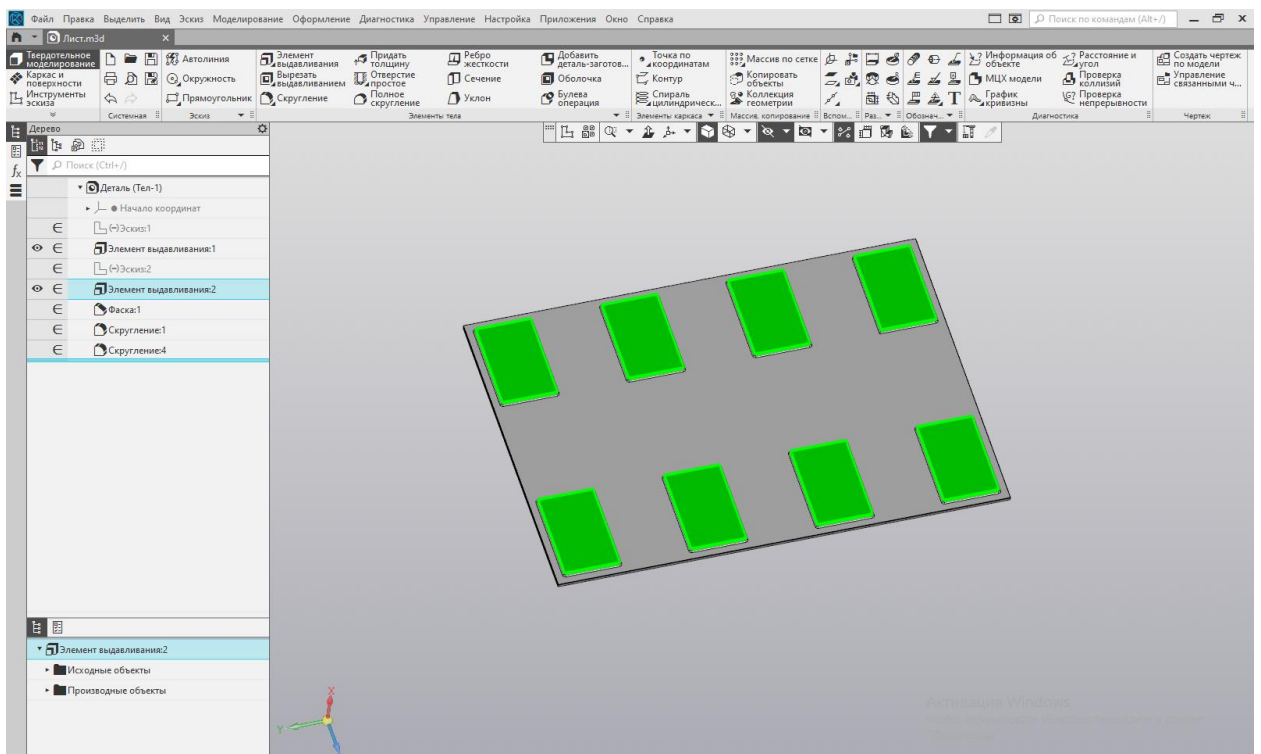 Файл Правка Выделить Вид Эскиз Моделирование Оформление Диагностика Управление Настройка Приложения Окно Справка
Поиск по командам (Alt+/)
Лист.m3d
Твердотельное моделирование
Каркас и поверхности
Инструменты эскиза
Системная
Автолиния
Окружность
Прямоугольник
Эскиз
Элемент выдавливания
Вырезать выдавливанием
Скругление
Придать толщину
Отверстие простое
Полное скругление
Ребро жесткости
Сечение
Уклон
Добавить деталь-заготов...
Оболочка
Булева операция
Элементы тела
Точка по координатам
Контур
Спираль цилиндрическ...
Элементы каркаса
Массив по сетке
Копировать объекты
Коллекция геометрии
Массив, копирование
Вспом...
Раз...
Обознач...
Информация об объекте
МЦХ модели
График кривизны
Расстояние и угол
Проверка коллизий
Проверка непрерывности
Диагностика
Создать чертеж по модели
Управление связанными ч...
Чертеж
Дерево
Поиск (Ctrl+/)
Деталь (Тел-1)
Начало координат
(-)Эскиз:1
Элемент выдавливания:1
(-)Эскиз:2
Элемент выдавливания:2
Фаска:1
Скругление:1
Скругление:4
Элемент выдавливания:2
Исходные объекты
Производные объекты
X
Y
Активация Windows